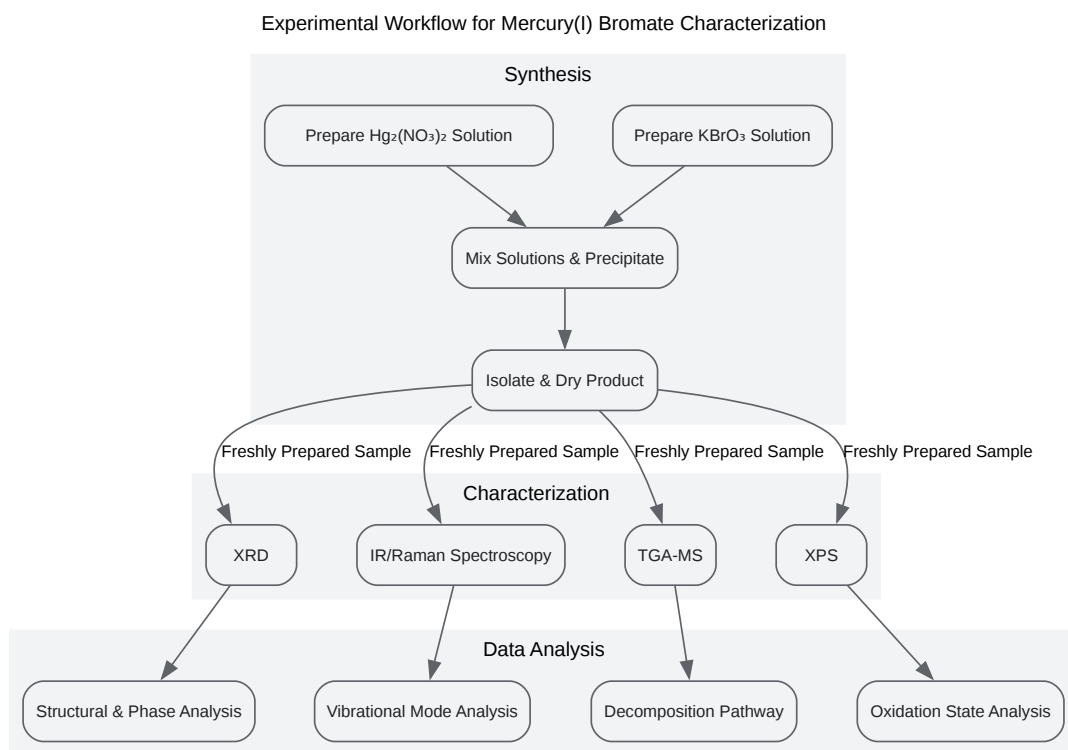 Experimental Workflow for Mercury(I) Bromate Characterization
Synthesis
Prepare Hg₂(NO₃)₂ Solution
Prepare KBrO₃ Solution
Mix Solutions & Precipitate
Isolate & Dry Product
Freshly Prepared Sample
Freshly Prepared Sample
Freshly Prepared Sample
Freshly Prepared Sample
Characterization
XRD
IR/Raman Spectroscopy
TGA-MS
XPS
Data Analysis
Structural & Phase Analysis
Vibrational Mode Analysis
Decomposition Pathway
Oxidation State Analysis